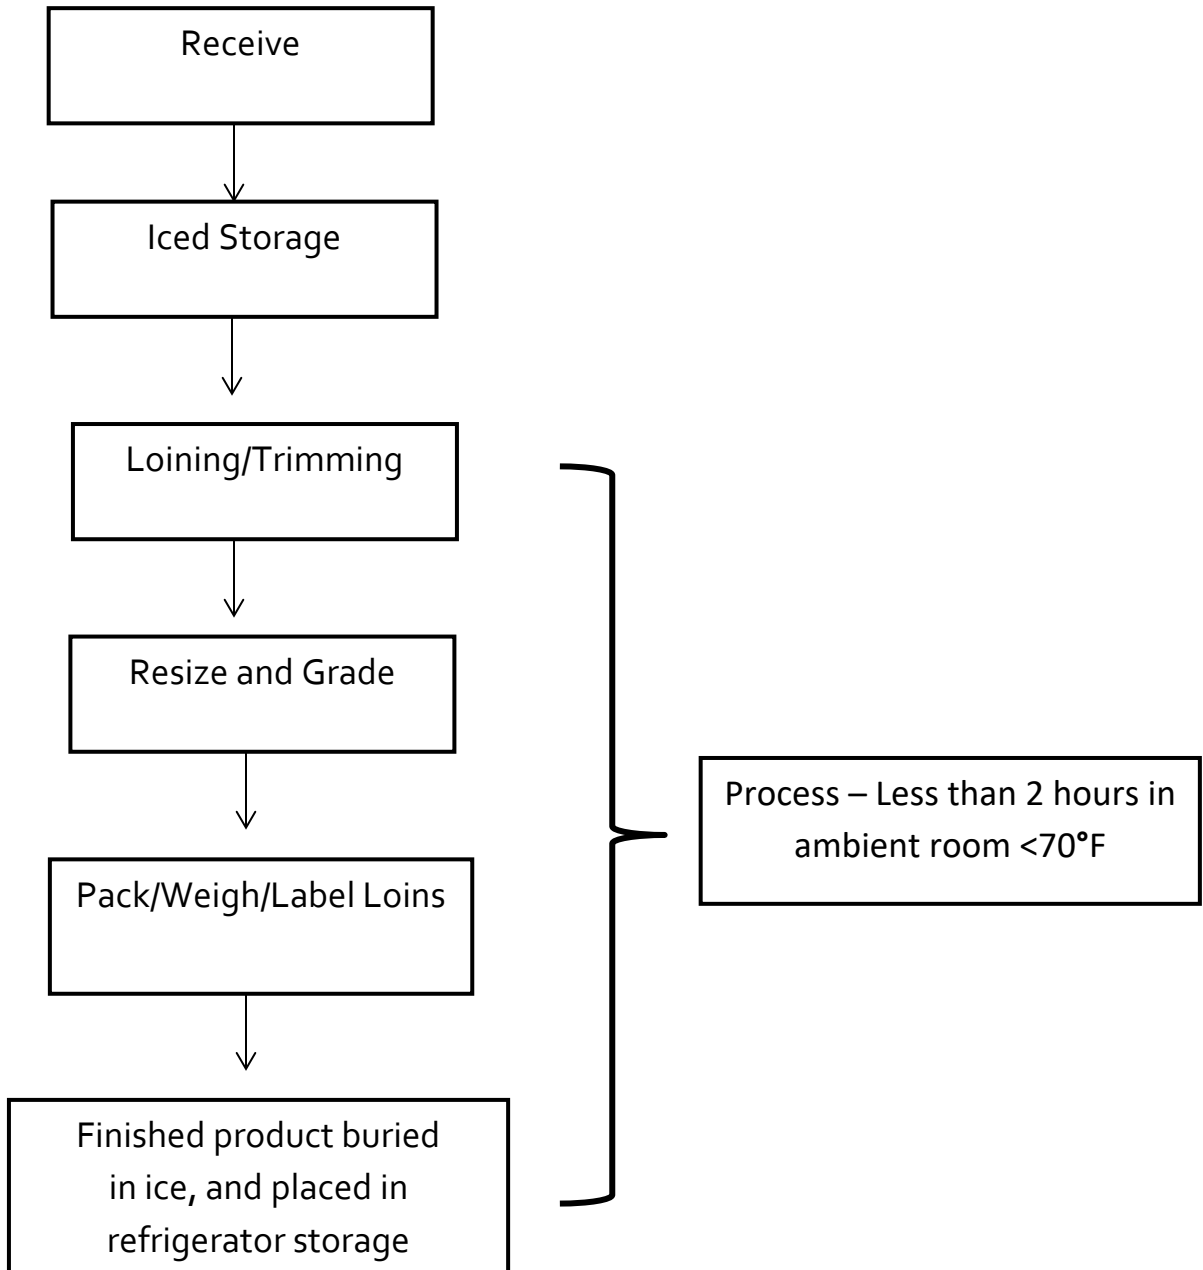 Receive
Iced Storage
Loining/Trimming
Resize and Grade
Process – Less than 2 hours in
ambient room <70°F
Pack/Weigh/Label Loins
Finished product buried
in ice, and placed in
refrigerator storage